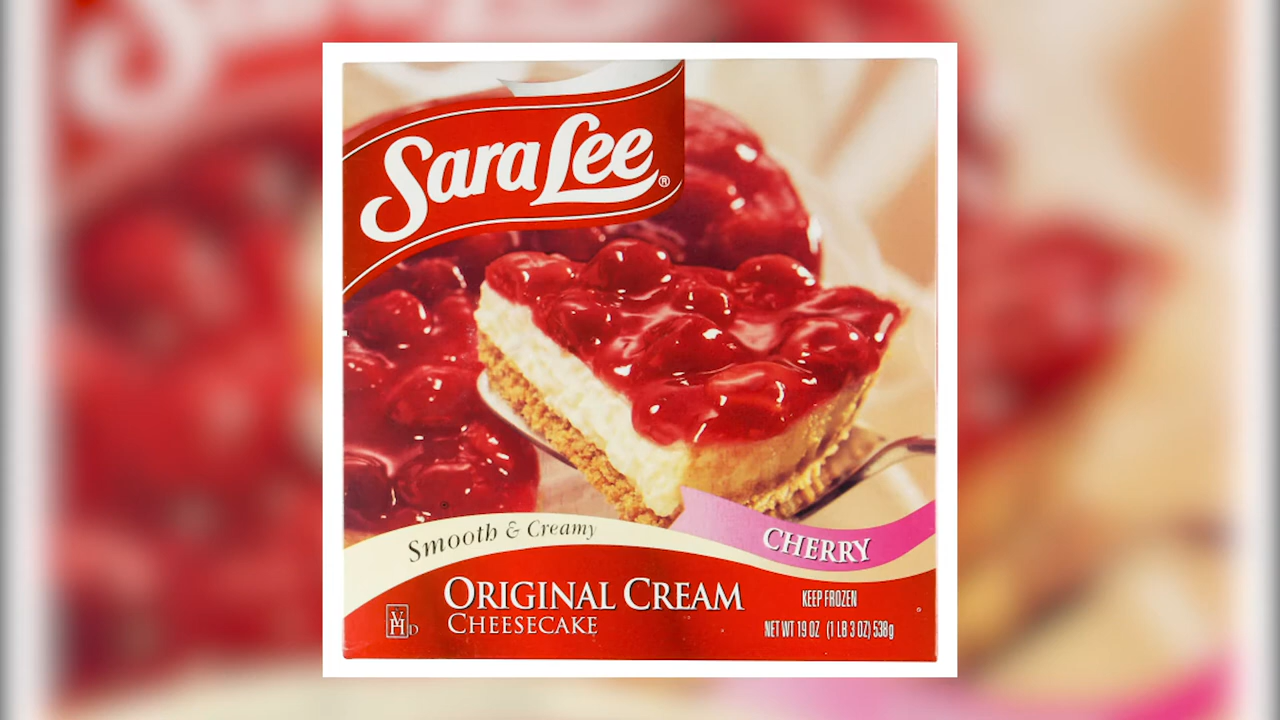 Sara Lee®
Smooth & Creamy
CHERRY
ORIGINAL CREAM
CHEESECAKE
KEEP FROZEN
NET WT 19 OZ (1 LB 3 OZ) 538g
VH D